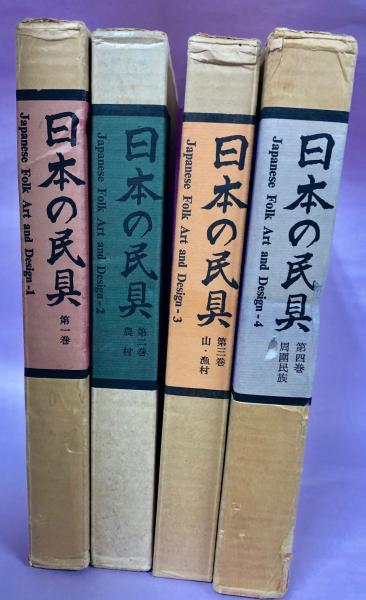 日本の民具
Japanese Folk Art and Design-1
第一巻
日本の民具
Japanese Folk Art and Design-2
第二巻
農村
日本の民具
Japanese Folk Art and Design-3
第三巻
山・漁村
日本の民具
Japanese Folk Art and Design-4
第四巻
周圏民族